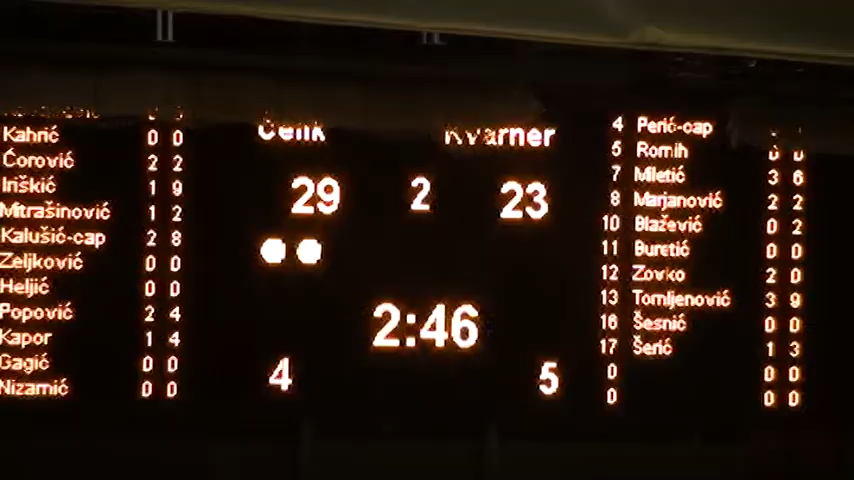 Čelik Kvarner
29 2 23
2:46
4 5
Kahrić 0 0
Ćorović 2 2
Iriškić 1 9
Mitrašinović 1 2
Kalušić-cap 2 8
Zeljković 0 0
Heljić 0 0
Popović 2 4
Kapor 1 4
Gagić 0 0
Nizamić 0 0
4 Perić-cap
5 Romih 0 0
7 Miletić 3 6
8 Marjanović 2 2
10 Blažević 0 2
11 Buretić 0 0
12 Zovko 2 0
13 Tomljenović 3 9
16 Šesnić 0 0
17 Šerić 1 3
0 0 0
0 0 0